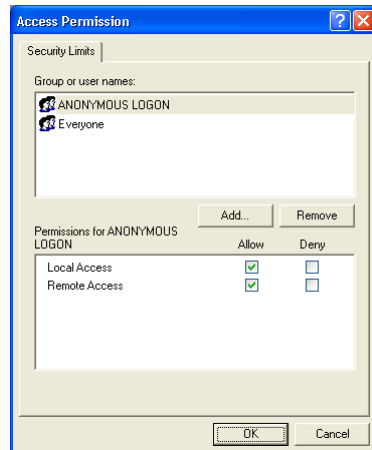 Access Permission
Security Limits
Group or user names:
ANONYMOUS LOGON
Everyone
Add... Remove
Permissions for ANONYMOUS
LOGON Allow Deny
Local Access
Remote Access
OK Cancel